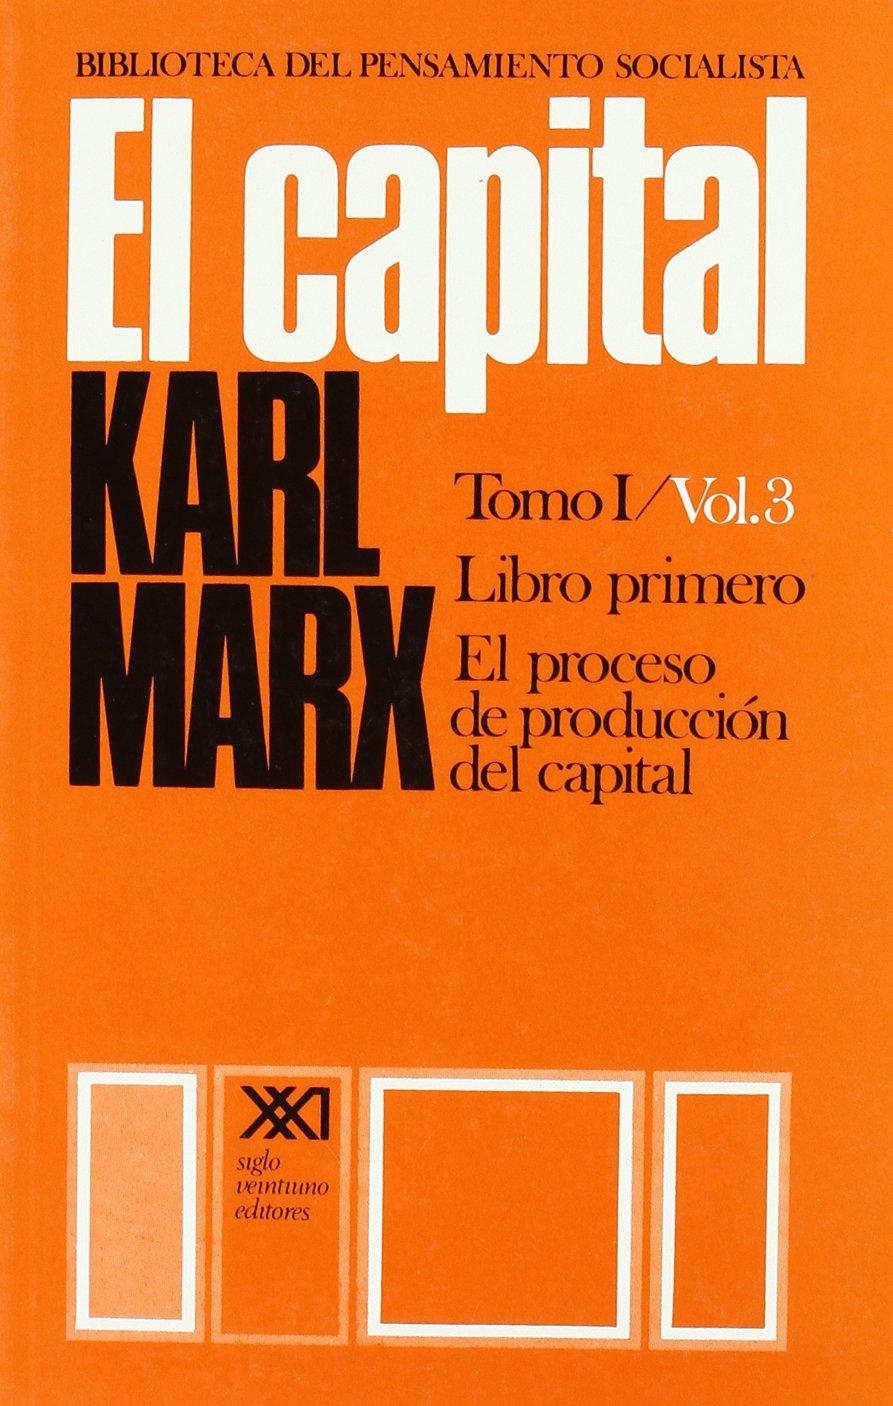 BIBLIOTECA DEL PENSAMIENTO SOCIALISTA
El capital
KARL
MARX
Tomo I/Vol.3
Libro primero
El proceso
de producción
del capital
XXI
siglo
veintiuno
editores